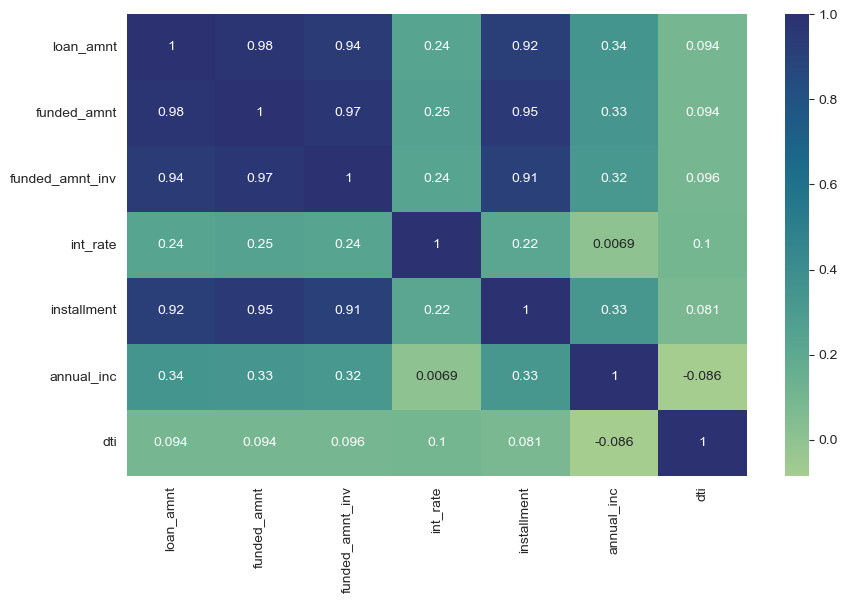 loan_amnt 1 0.98 0.94 0.24 0.92 0.34 0.094
funded_amnt 0.98 1 0.97 0.25 0.95 0.33 0.094
funded_amnt_inv 0.94 0.97 1 0.24 0.91 0.32 0.096
int_rate 0.24 0.25 0.24 1 0.22 0.0069 0.1
installment 0.92 0.95 0.91 0.22 1 0.33 0.081
annual_inc 0.34 0.33 0.32 0.0069 0.33 1 -0.086
dti 0.094 0.094 0.096 0.1 0.081 -0.086 1
loan_amnt funded_amnt funded_amnt_inv int_rate installment annual_inc dti
1.0
0.8
0.6
0.4
0.2
0.0